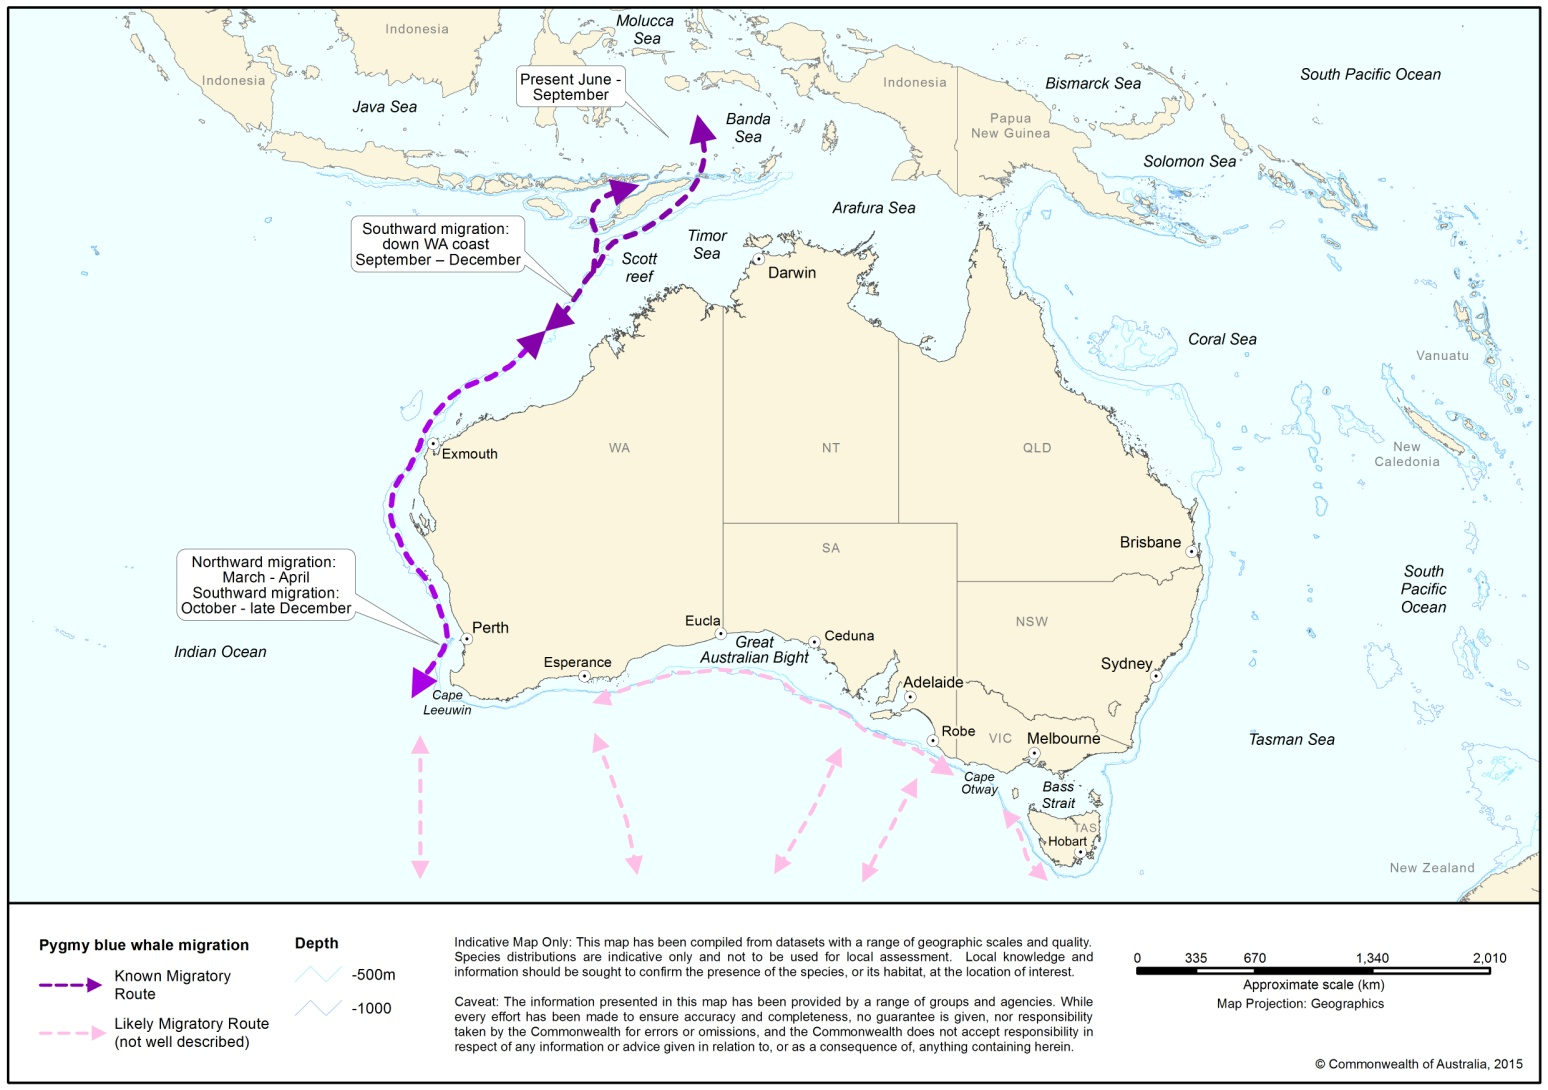 Indonesia
Molucca
Sea
Indonesia
Present June -
September
Java Sea
Banda
Sea
Indonesia
Bismarck Sea
South Pacific Ocean
Papua
New Guinea
Solomon Sea
Arafura Sea
Southward migration:
down WA coast
September – December
Timor
Sea
Scott
reef
Darwin
Coral Sea
Vanuatu
Exmouth
WA
NT
QLD
New
Caledonia
Brisbane
SA
Northward migration:
March - April
Southward migration:
October - late December
South
Pacific
Ocean
NSW
Perth
Eucla
Great
Australian Bight
Ceduna
Indian Ocean
Esperance
Sydney
Cape
Leeuwin
Adelaide
Robe
VIC
Melbourne
Tasman Sea
Cape
Otway
Bass
Strait
TAS
Hobart
New Zealand
Pygmy blue whale migration
Known Migratory
Route
Likely Migratory Route
(not well described)
Depth
-500m
-1000
Indicative Map Only: This map has been compiled from datasets with a range of geographic scales and quality.
Species distributions are indicative only and not to be used for local assessment. Local knowledge and
information should be sought to confirm the presence of the species, or its habitat, at the location of interest.
Caveat: The information presented in this map has been provided by a range of groups and agencies. While
every effort has been made to ensure accuracy and completeness, no guarantee is given, nor responsibility
taken by the Commonwealth for errors or omissions, and the Commonwealth does not accept responsibility in
respect of any information or advice given in relation to, or as a consequence of, anything containing herein.
0 335 670 1,340 2,010
Approximate scale (km)
Map Projection: Geographics
© Commonwealth of Australia, 2015